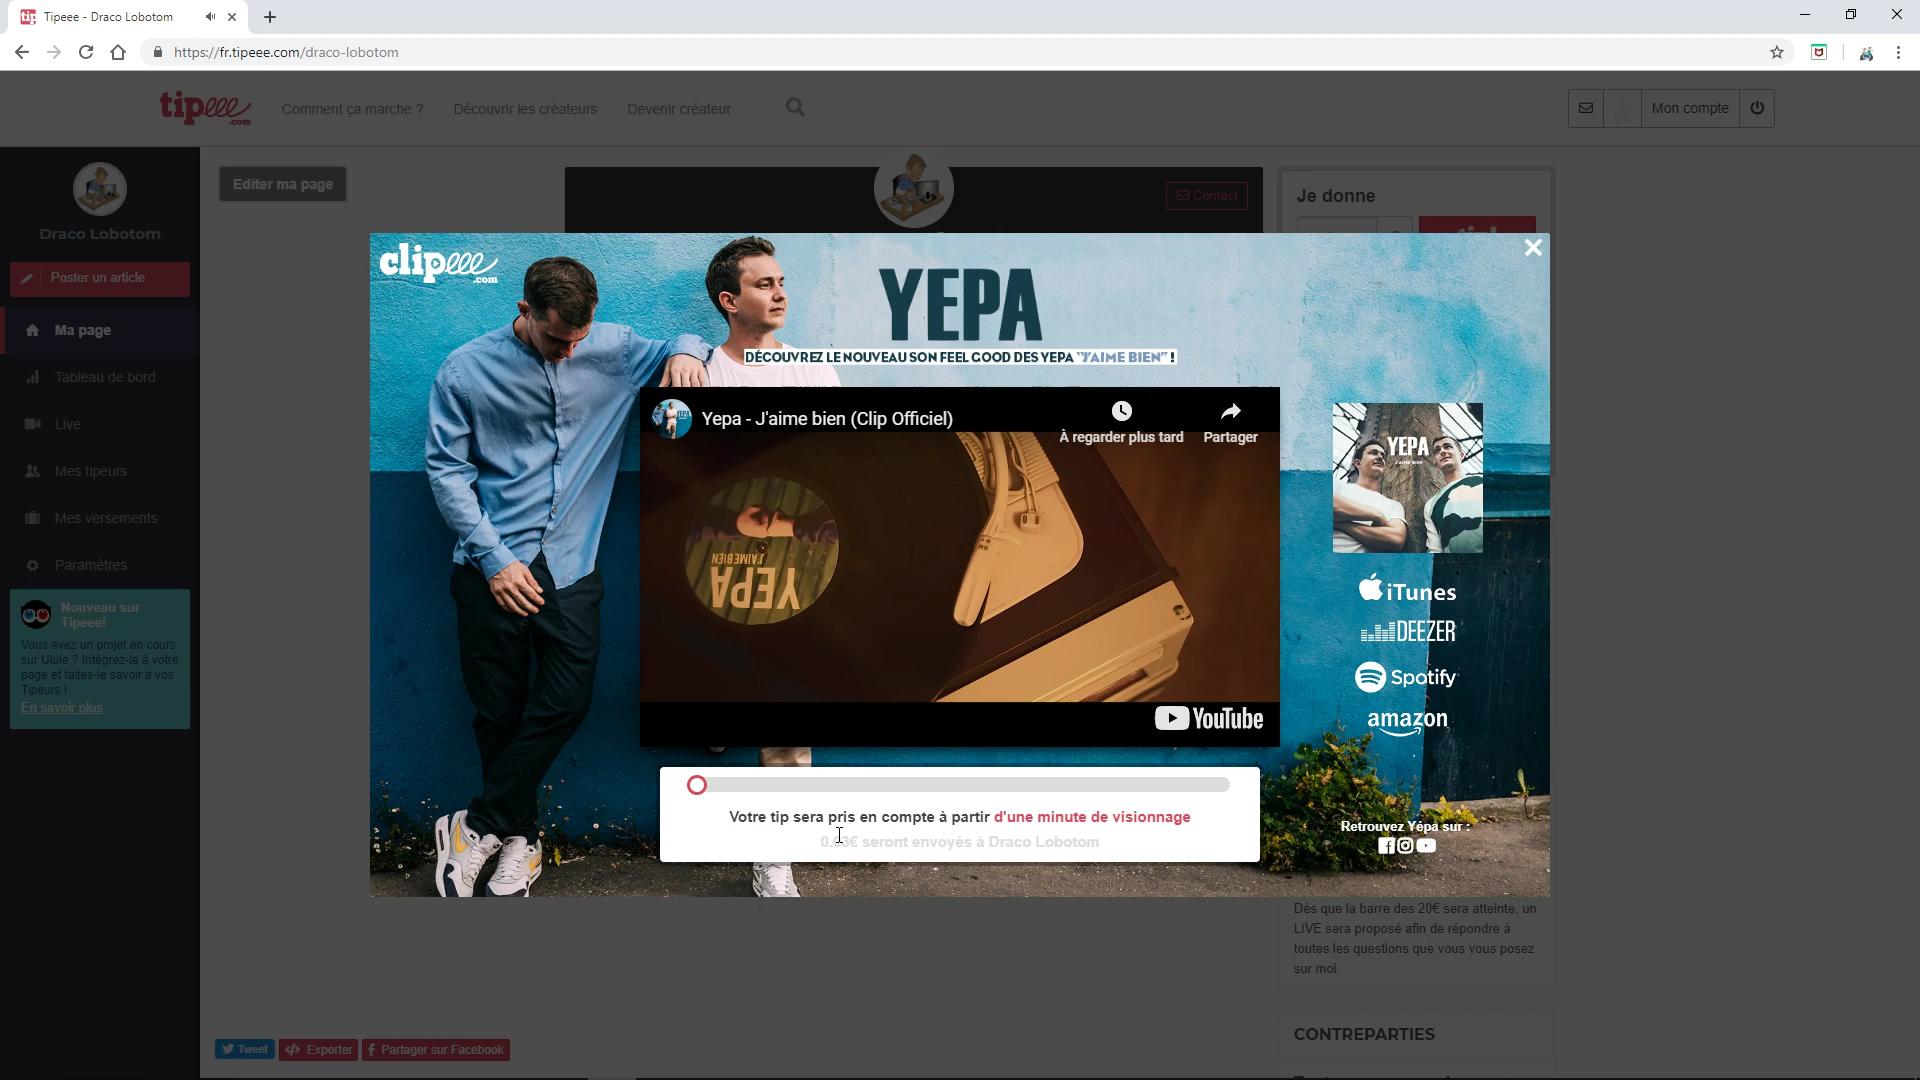 Tipeee - Draco Lobotom
https://fr.tipeee.com/draco-lobotom
tipeee.com
Comment ça marche ?
Découvrir les créateurs
Devenir créateur
Mon compte
Draco Lobotom
Poster un article
Ma page
Tableau de bord
Live
Mes tipeurs
Mes versements
Paramètres
Nouveau sur
Tipeee!
Vous avez un projet en cours
sur Ulule ? Intégrez-le à votre
page et faites-le savoir à vos
Tipeurs !
En savoir plus
Editer ma page
Contact
Je donne
clipeee.com
YEPA
DÉCOUVREZ LE NOUVEAU SON FEEL GOOD DES YEPA "J'AIME BIEN" !
Yepa - J'aime bien (Clip Officiel)
À regarder plus tard
Partager
J'AIME BIEN
YEPA
YouTube
YEPA
J'AIME BIEN
iTunes
DEEZER
Spotify
amazon
Retrouvez Yépa sur :
Votre tip sera pris en compte à partir d'une minute de visionnage
seront envoyés à Draco Lobotom
Dès que la barre des 20€ sera atteinte, un
LIVE sera proposé afin de répondre à
toutes les questions que vous vous posez
sur moi.
CONTREPARTIES
Tweet
Exporter
Partager sur Facebook